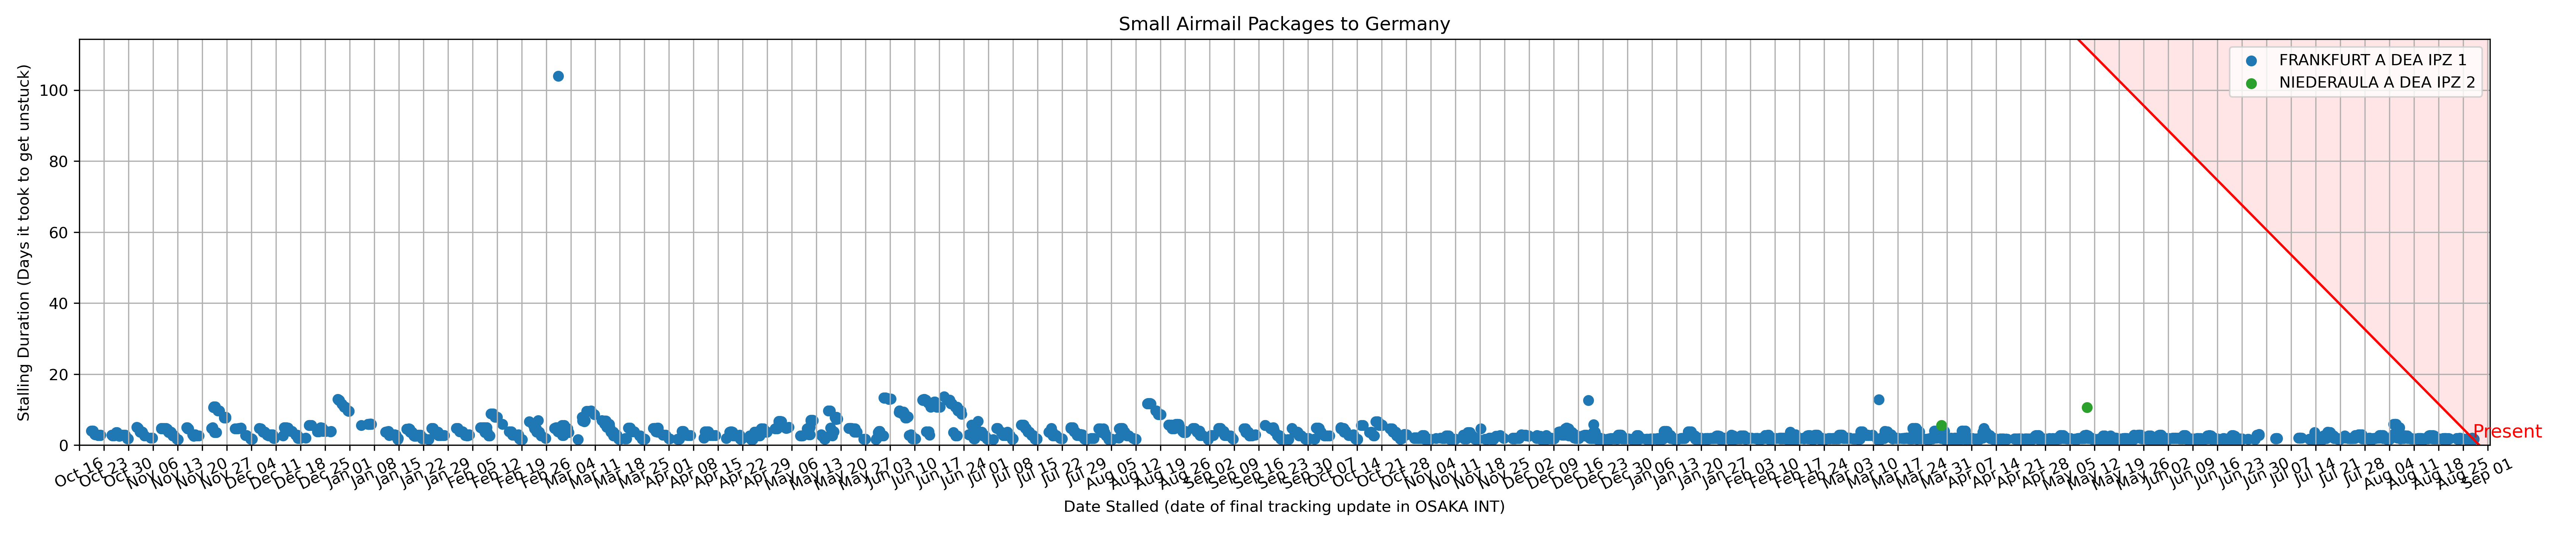 Small Airmail Packages to Germany
Stalling Duration (Days it took to get unstuck)
100
80
60
40
20
0
FRANKFURT A DEA IPZ 1
NIEDERAULA A DEA IPZ 2
Present
Oct 16
Oct 23
Oct 30
Nov 06
Nov 13
Nov 20
Nov 27
Dec 04
Dec 11
Dec 18
Dec 25
Jan 01
Jan 08
Jan 15
Jan 22
Jan 29
Feb 05
Feb 12
Feb 19
Feb 26
Mar 04
Mar 11
Mar 18
Mar 25
Apr 01
Apr 08
Apr 15
Apr 22
Apr 29
May 06
May 13
May 20
May 27
Jun 03
Jun 10
Jun 17
Jun 24
Jul 01
Jul 08
Jul 15
Jul 22
Jul 29
Aug 05
Aug 12
Aug 19
Aug 26
Sep 02
Sep 09
Sep 16
Sep 23
Sep 30
Oct 07
Oct 14
Oct 21
Oct 28
Nov 04
Nov 11
Nov 18
Nov 25
Dec 02
Dec 09
Dec 16
Dec 23
Dec 30
Jan 06
Jan 13
Jan 20
Jan 27
Feb 03
Feb 10
Feb 17
Feb 24
Mar 03
Mar 10
Mar 17
Mar 24
Mar 31
Apr 07
Apr 14
Apr 21
Apr 28
May 05
May 12
May 19
May 26
Jun 02
Jun 09
Jun 16
Jun 23
Jun 30
Jul 07
Jul 14
Jul 21
Jul 28
Aug 04
Aug 11
Aug 18
Aug 25
Sep 01
Date Stalled (date of final tracking update in OSAKA INT)